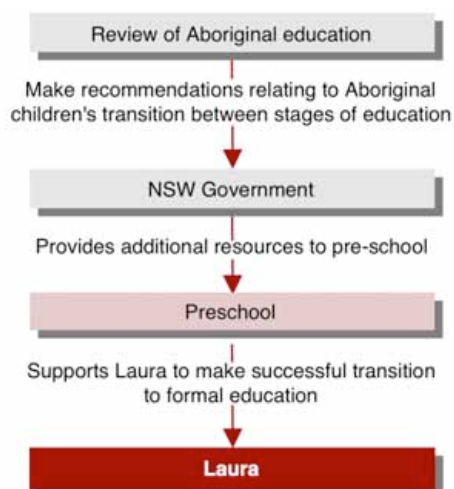 Review of Aboriginal education
Make recommendations relating to Aboriginal
children's transition between stages of education
NSW Government
Provides additional resources to pre-school
Preschool
Supports Laura to make successful transition
to formal education
Laura